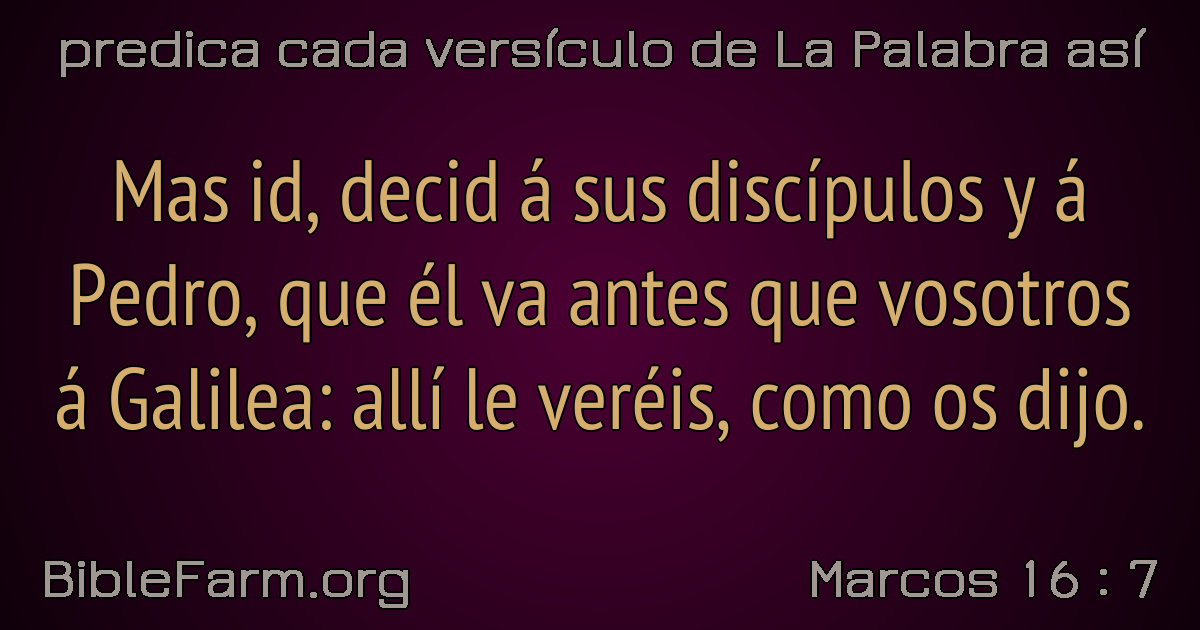 predica cada versículo de La Palabra así
Mas id, decid á sus discípulos y á
Pedro, que él va antes que vosotros
á Galilea: allí le veréis, como os dijo.
BibleFarm.org
Marcos 16 : 7